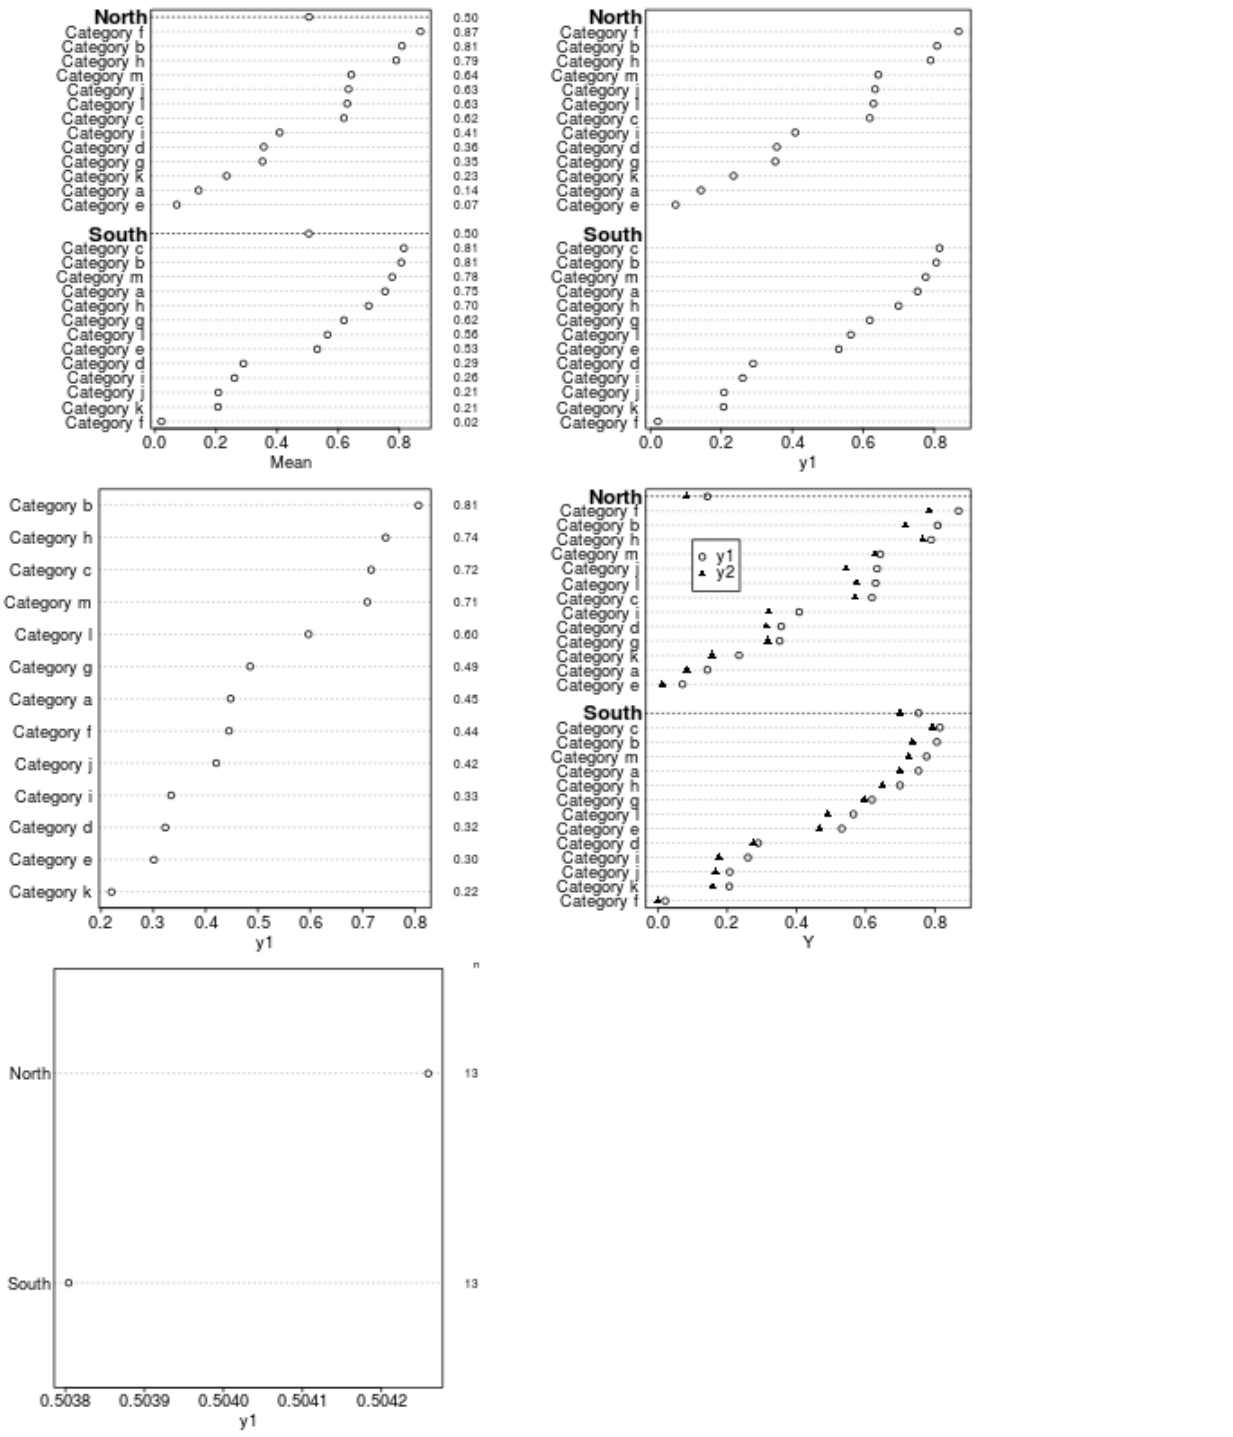 North 0.50
Category f 0.87
Category b 0.81
Category h 0.79
Category m 0.64
Category j 0.63
Category l 0.63
Category c 0.62
Category i 0.41
Category d 0.36
Category g 0.35
Category k 0.23
Category a 0.14
Category e 0.07
South 0.50
Category c 0.81
Category b 0.81
Category m 0.78
Category a 0.75
Category h 0.70
Category g 0.62
Category l 0.56
Category e 0.53
Category d 0.29
Category i 0.26
Category j 0.21
Category k 0.21
Category f 0.02
0.0 0.2 0.4 0.6 0.8
Mean
North
Category f
Category b
Category h
Category m
Category j
Category l
Category c
Category i
Category d
Category g
Category k
Category a
Category e
South
Category c
Category b
Category m
Category a
Category h
Category g
Category l
Category e
Category d
Category i
Category j
Category k
Category f
0.0 0.2 0.4 0.6 0.8
y1
Category b 0.81
Category h 0.74
Category c 0.72
Category m 0.71
Category l 0.60
Category g 0.49
Category a 0.45
Category f 0.44
Category j 0.42
Category i 0.33
Category d 0.32
Category e 0.30
Category k 0.22
0.2 0.3 0.4 0.5 0.6 0.7 0.8
y1
North
Category f
Category b
Category h
Category m
Category j
Category l
Category c
Category i
Category d
Category g
Category k
Category a
Category e
South
Category c
Category b
Category m
Category a
Category h
Category g
Category l
Category e
Category d
Category i
Category j
Category k
Category f
y1
y2
0.0 0.2 0.4 0.6 0.8
Y
n
North 13
South 13
0.5038 0.5039 0.5040 0.5041 0.5042
y1